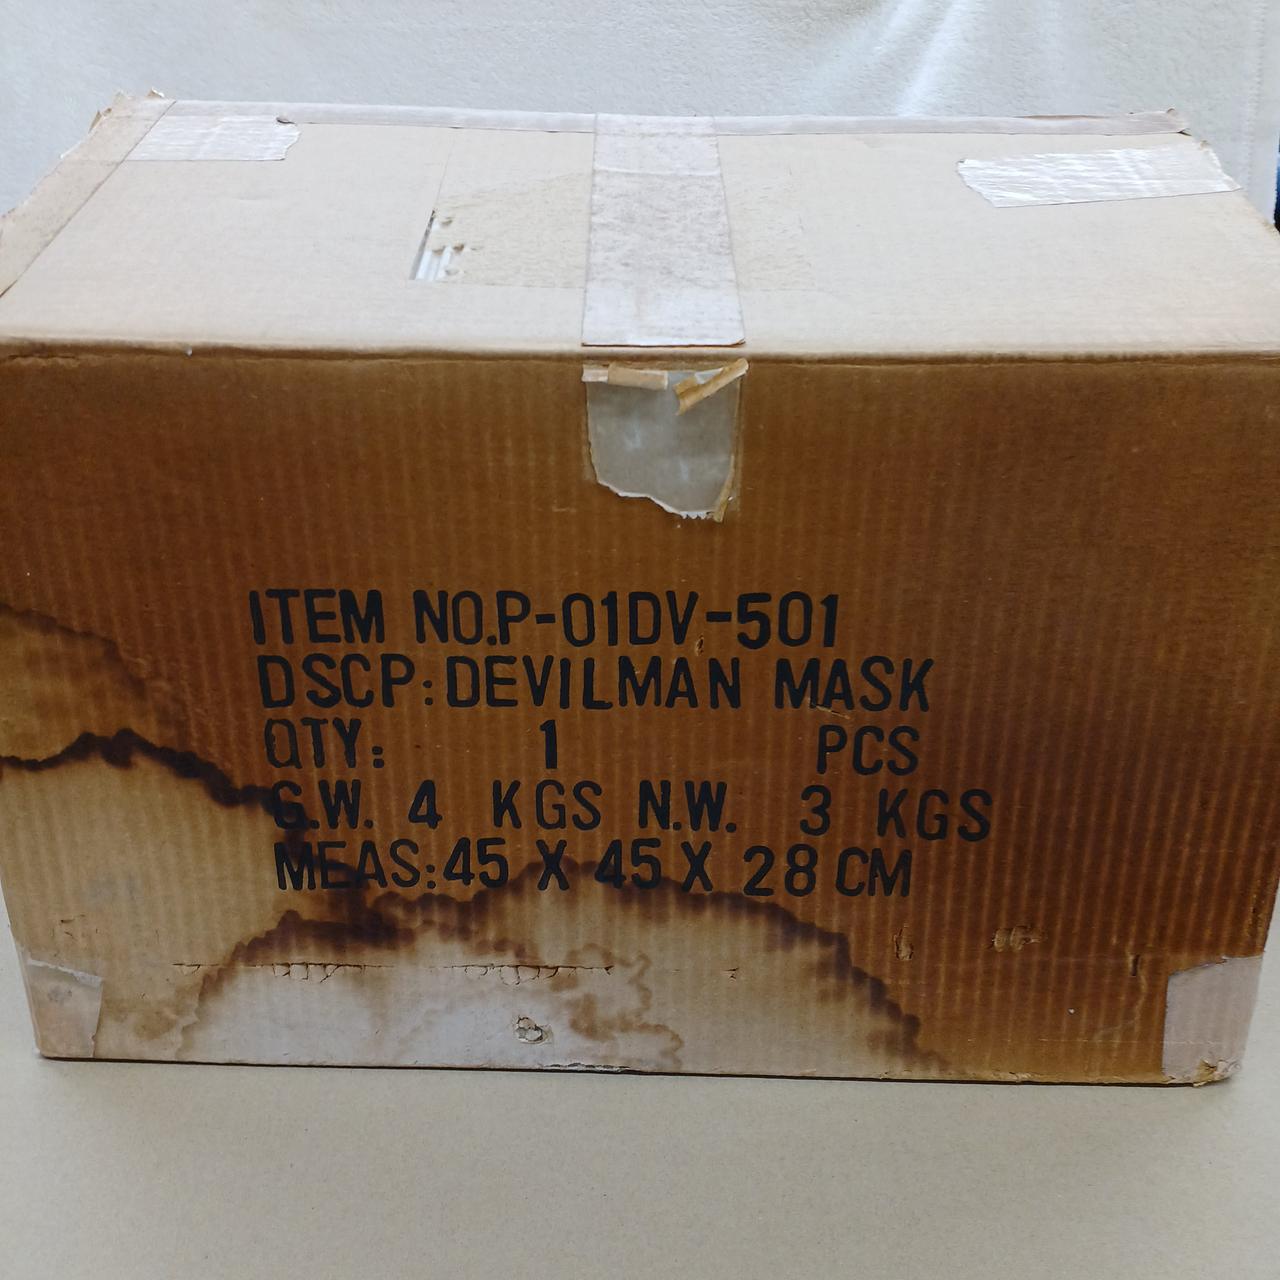 ITEM NO.P-01DV-501
DSCP:DEVILMAN MASK
QTY: 1 PCS
G.W. 4 KGS N.W. 3 KGS
MEAS:45 X 45 X 28 CM